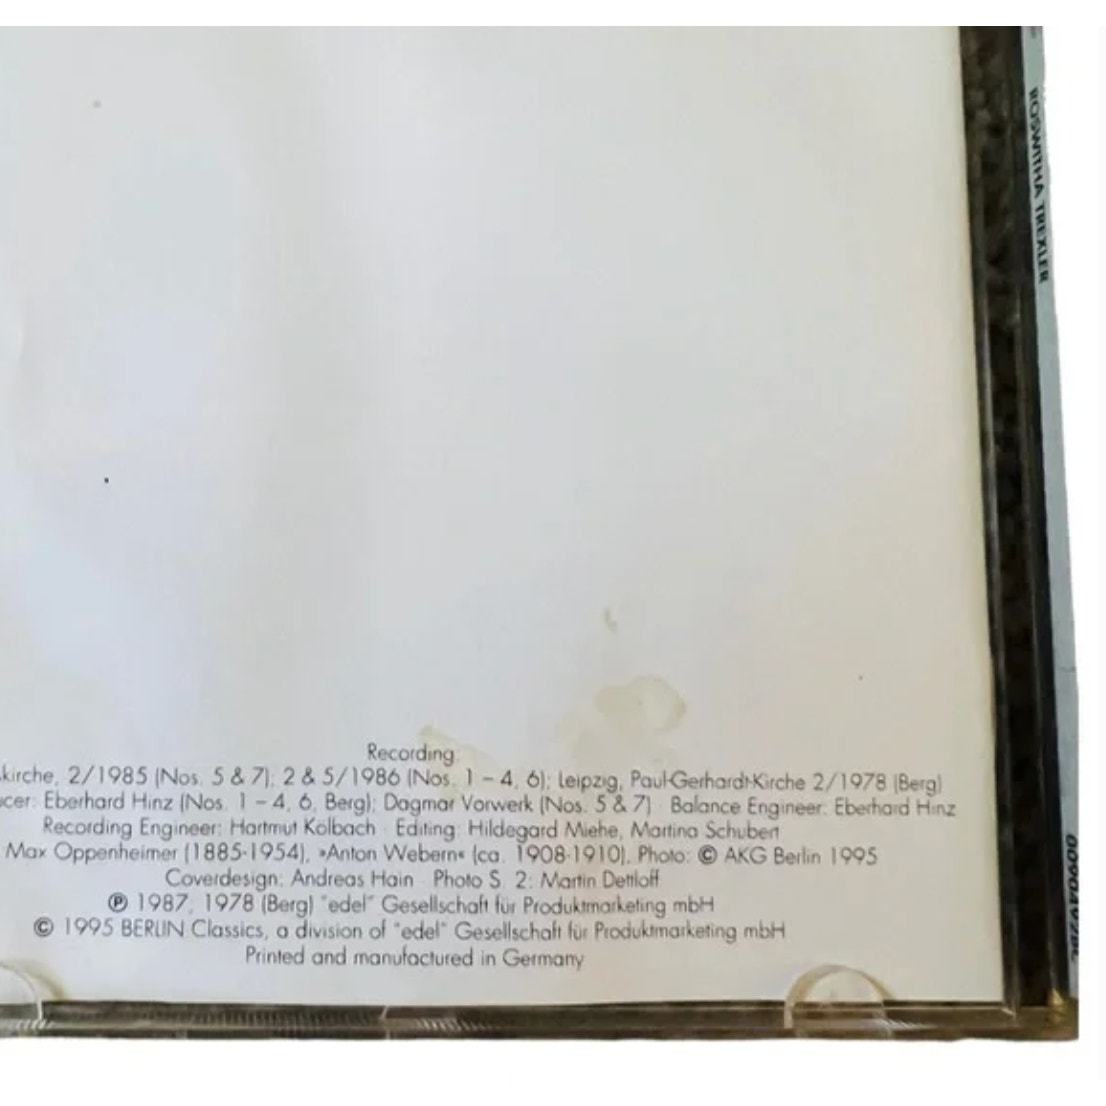 Recording:
kirche, 2/1985 (Nos. 5 & 7); 2 & 5/1986 (Nos. 1 – 4, 6); Leipzig, Paul-Gerhardt-Kirche 2/1978 (Berg)
cer: Eberhard Hinz (Nos. 1 – 4, 6, Berg); Dagmar Vorwerk (Nos. 5 & 7) · Balance Engineer: Eberhard Hinz
Recording Engineer: Hartmut Kölbach · Editing: Hildegard Miehe, Martina Schubert
Max Oppenheimer (1885-1954), »Anton Webern« (ca. 1908-1910), Photo: © AKG Berlin 1995
Coverdesign: Andreas Hain · Photo S. 2: Martin Dettloff
℗ 1987, 1978 (Berg) "edel" Gesellschaft für Produktmarketing mbH
© 1995 BERLIN Classics, a division of "edel" Gesellschaft für Produktmarketing mbH
Printed and manufactured in Germany
ROSWITHA TREXLER
0090492BC